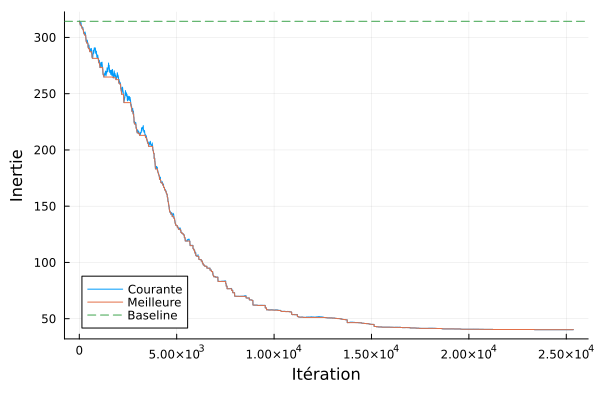 Inertie
300
250
200
150
100
50
Courante
Meilleure
Baseline
0 5.00×10³ 1.00×10⁴ 1.50×10⁴ 2.00×10⁴ 2.50×10⁴
Itération